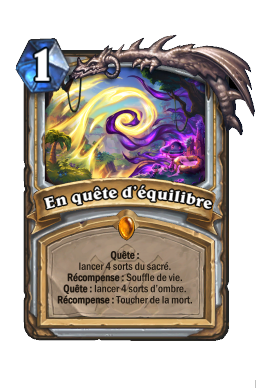 1
En quête d'équilibre
Quête :
lancer 4 sorts du sacré.
Récompense : Souffle de vie.
Quête : lancer 4 sorts d'ombre.
Récompense : Toucher de la mort.